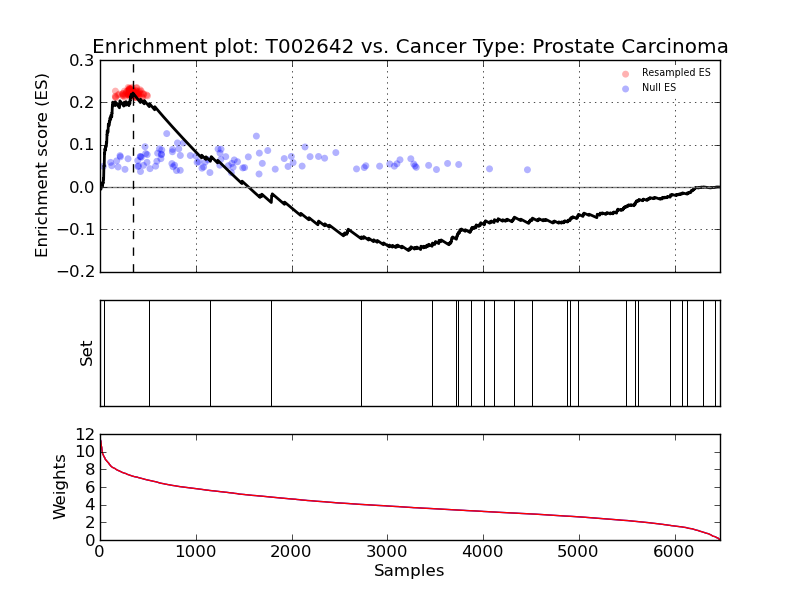 Enrichment plot: T002642 vs. Cancer Type: Prostate Carcinoma
0.3
0.2
0.1
0.0
−0.1
−0.2
Enrichment score (ES)
Resampled ES
Null ES
Set
12
10
8
6
4
2
0
Weights
0 1000 2000 3000 4000 5000 6000
Samples